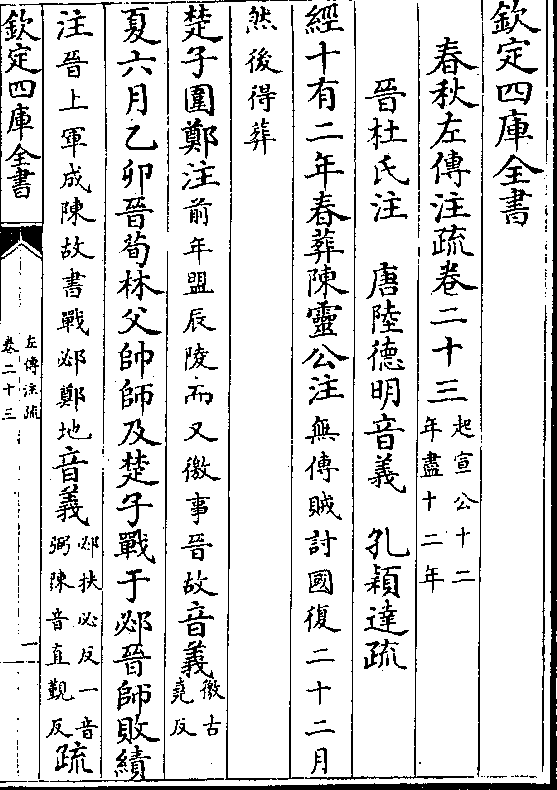 欽定四庫全書
春秋左傳注疏卷二十三
起宣公十二
年盡十二年
晉杜氏注 唐陸德明音義 孔穎達疏
經十有二年春葬陳靈公注無傳賊討國復二十二月
然後得葬
楚子圍鄭注前年盟辰陵而又徼事晉故音義
徼古
堯反
夏六月乙卯晉荀林父帥師及楚子戰于邲晉師敗績
注晉上軍成陳故書戰邲鄭地音義
邲扶必反一音
弼陳音直覲反
疏
欽定四庫全書
左傳注疏
卷二十三
一